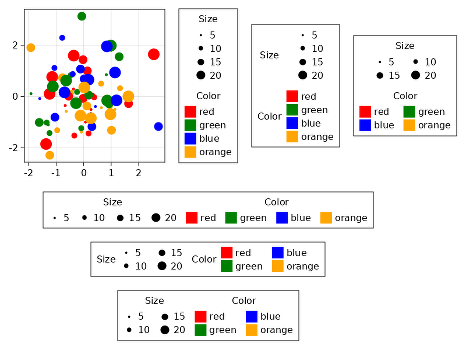 2
0
-2
-2 -1 0 1 2
Size
5
10
15
20
Color
red
green
blue
orange
Size
5
10
15
20
Color
red
green
blue
orange
Size
5 10
15 20
Color
red green
blue orange
Size Color
5 10 15 20 red green blue orange
Size 5 15 Color red blue
10 20 green orange
Size Color
5 15 red blue
10 20 green orange